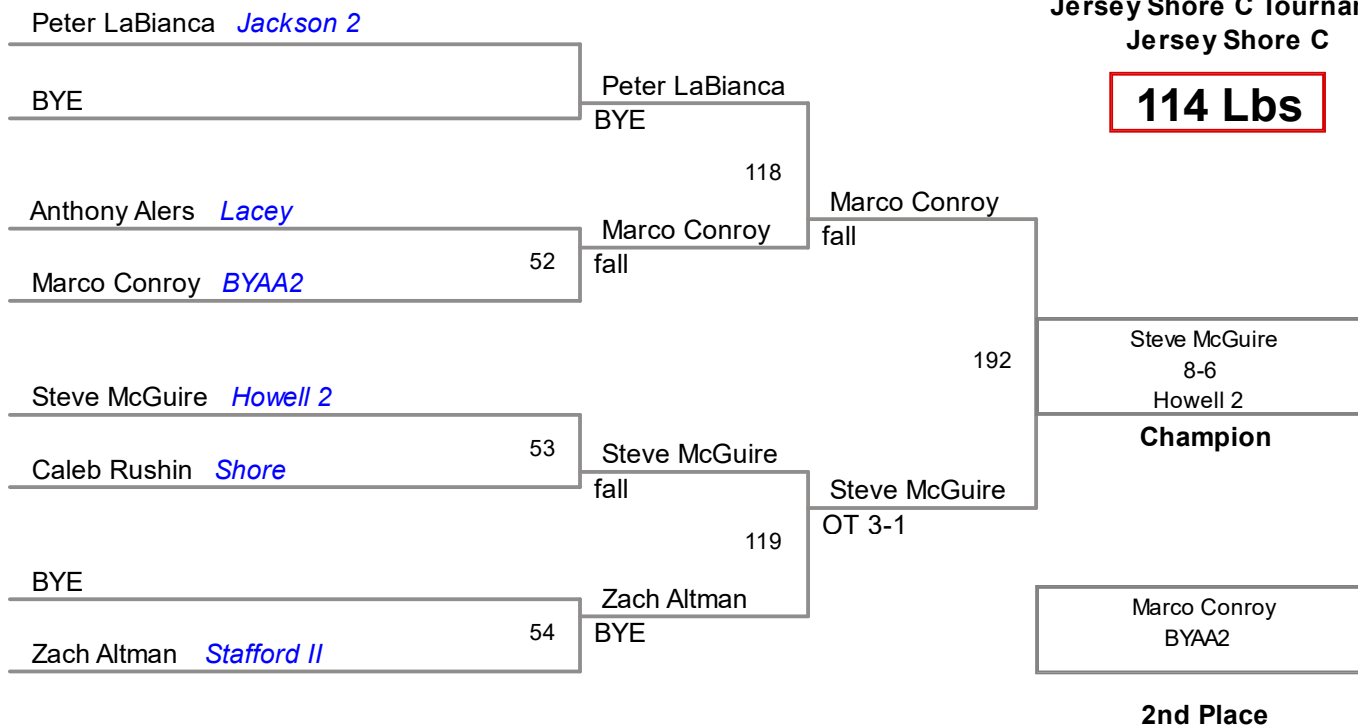 Jersey Shore C Tournam
Jersey Shore C
114 Lbs
Peter LaBianca Jackson 2
BYE
Peter LaBianca
BYE
118
Anthony Alers Lacey
Marco Conroy BYAA2
52
Marco Conroy
fall
Marco Conroy
fall
192
Steve McGuire
8-6
Howell 2
Champion
Steve McGuire Howell 2
Caleb Rushin Shore
53
Steve McGuire
fall
119
Steve McGuire
OT 3-1
BYE
Zach Altman Stafford II
54
Zach Altman
BYE
Marco Conroy
BYAA2
2nd Place